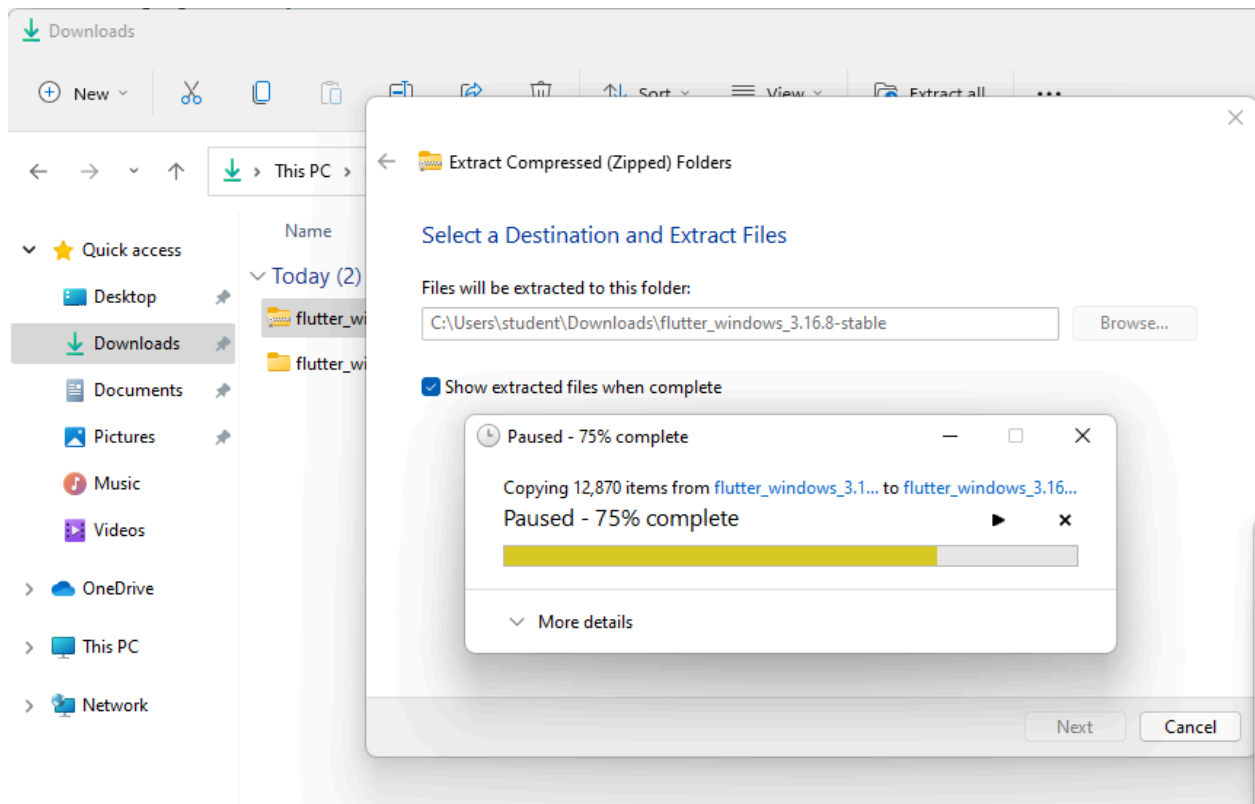 Downloads
New
Sort
View
Extract all
This PC
Extract Compressed (Zipped) Folders
Name
Quick access
Select a Destination and Extract Files
Today (2)
Files will be extracted to this folder:
Desktop
flutter_wi
C:\Users\student\Downloads\flutter_windows_3.16.8-stable
Browse...
Downloads
flutter_wi
Documents
Show extracted files when complete
Pictures
Paused - 75% complete
Music
Copying 12,870 items from flutter_windows_3.1... to flutter_windows_3.16...
Paused - 75% complete
Videos
OneDrive
More details
This PC
Network
Next
Cancel